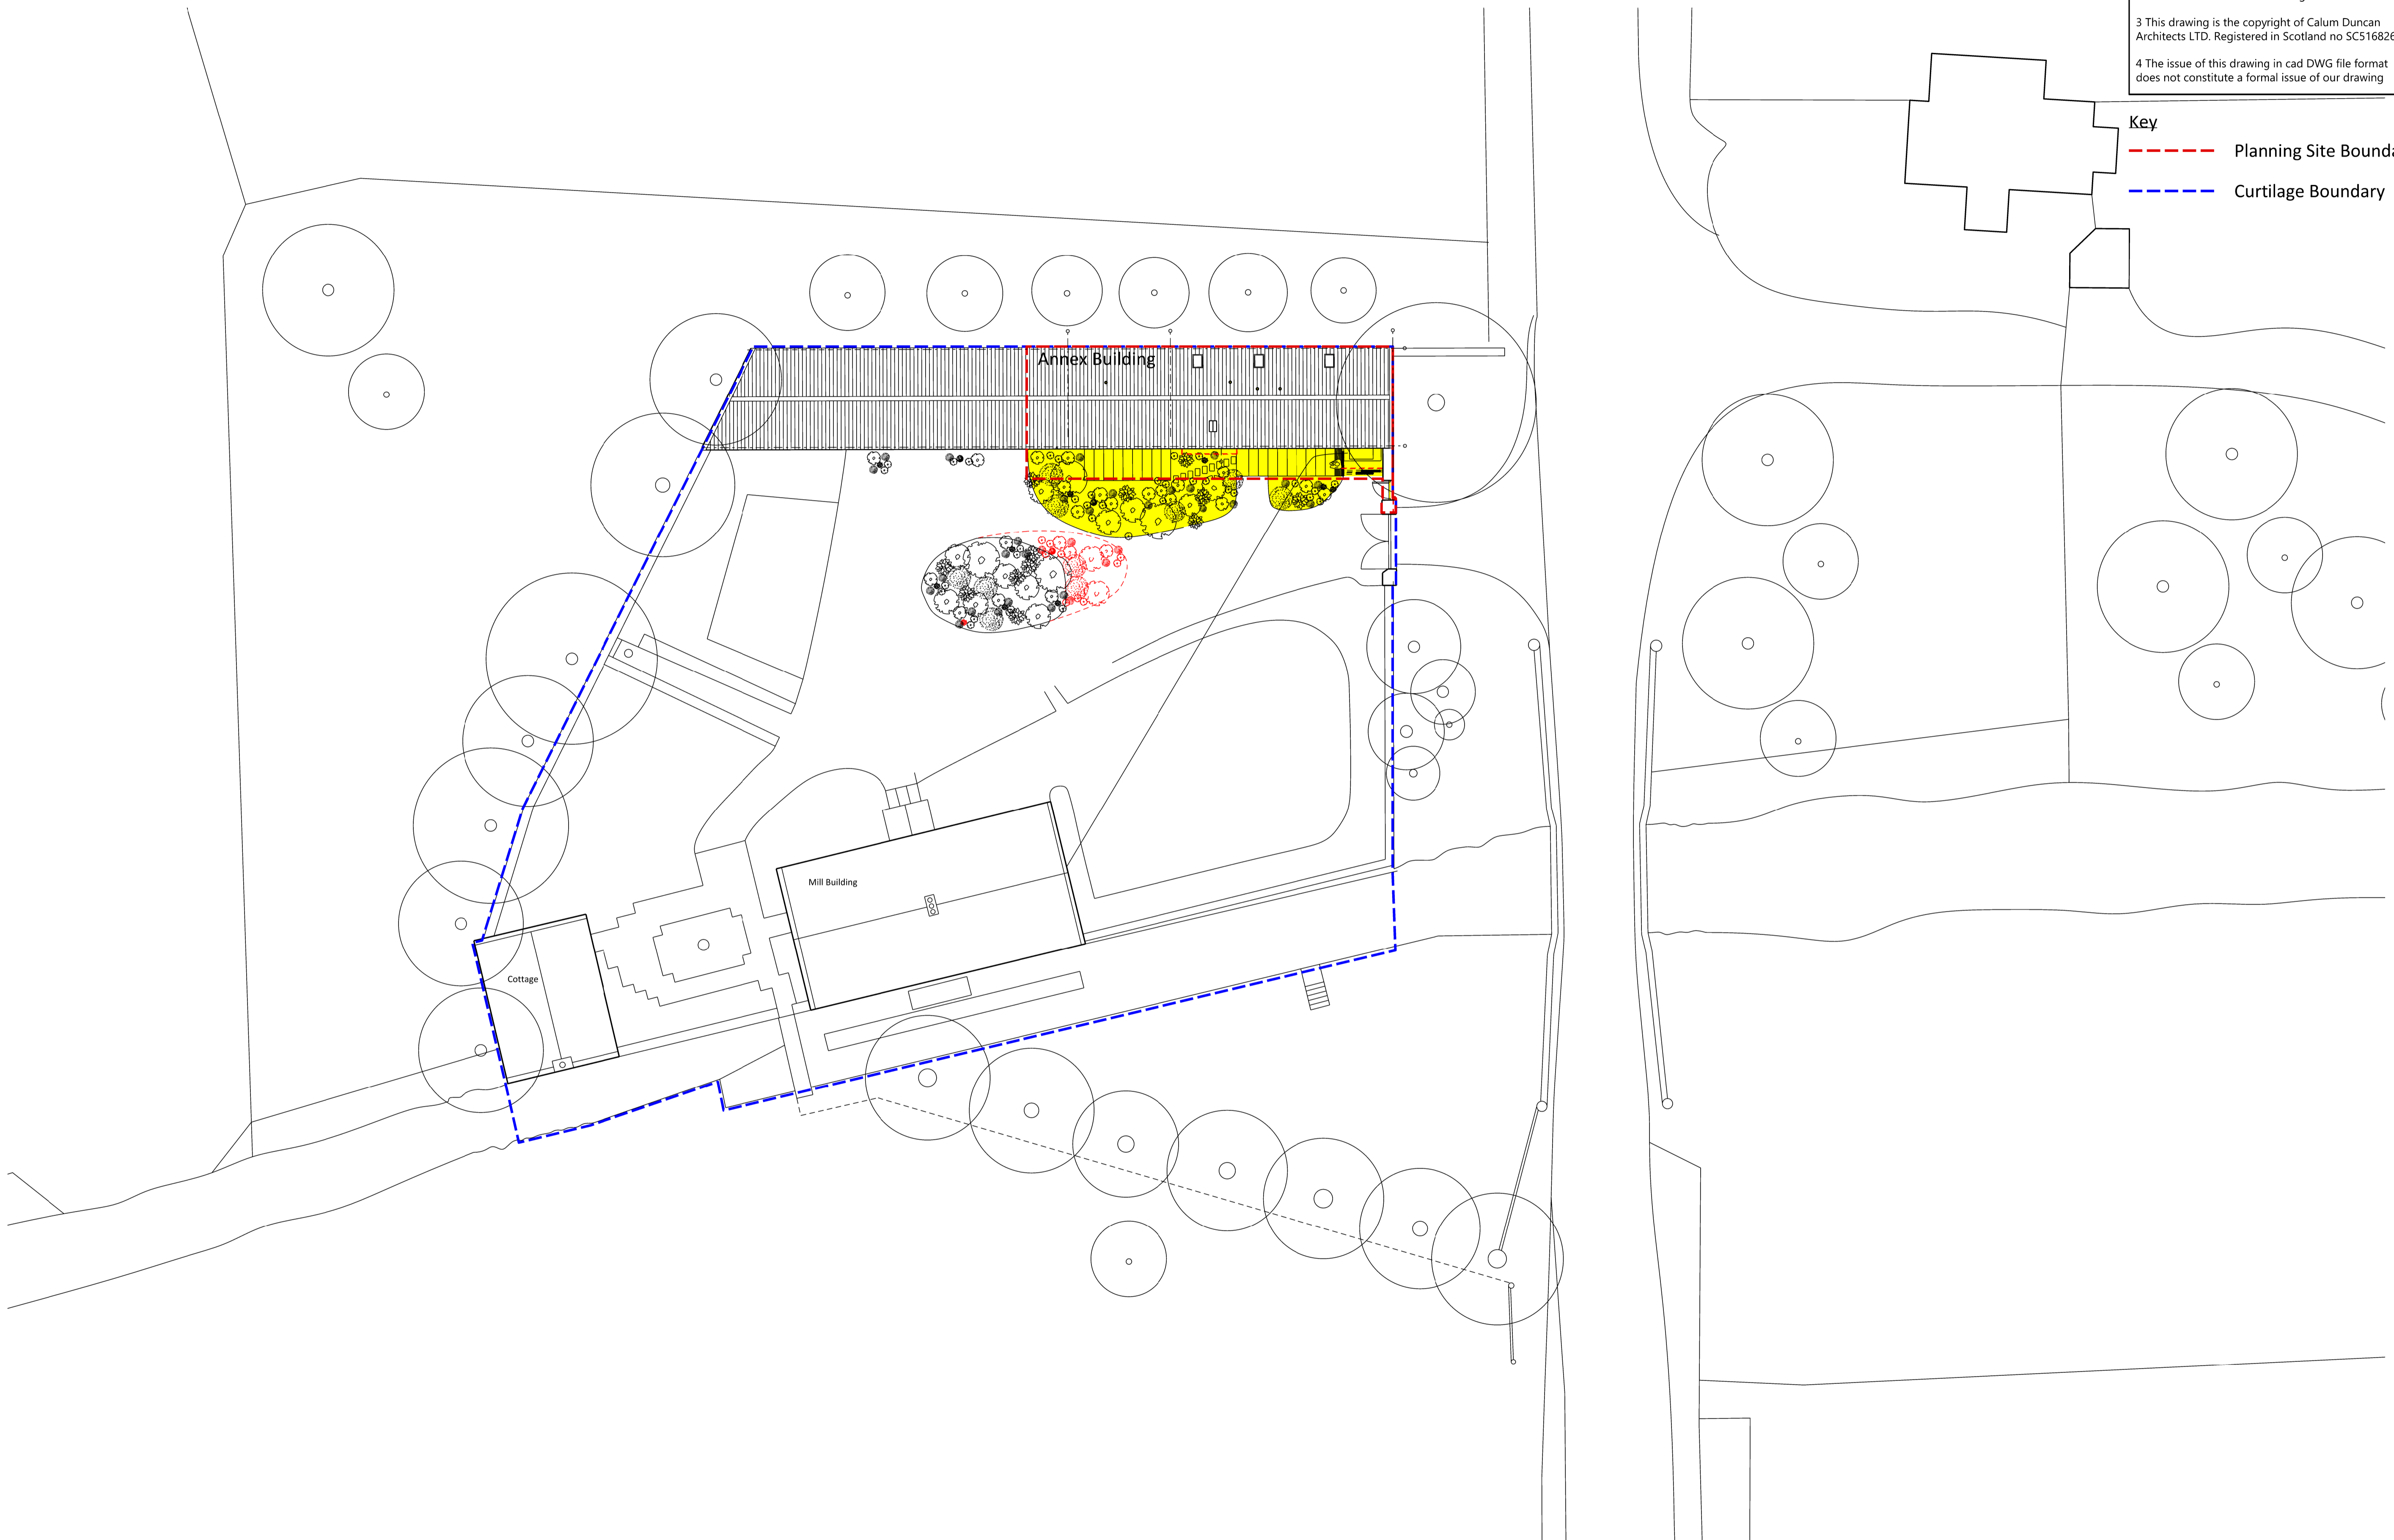 3 This drawing is the copyright of Calum Duncan
Architects LTD. Registered in Scotland no SC516826
4 The issue of this drawing in cad DWG file format
does not constitute a formal issue of our drawing
Key
Planning Site Bounda
Curtilage Boundary
Annex Building
Mill Building
Cottage